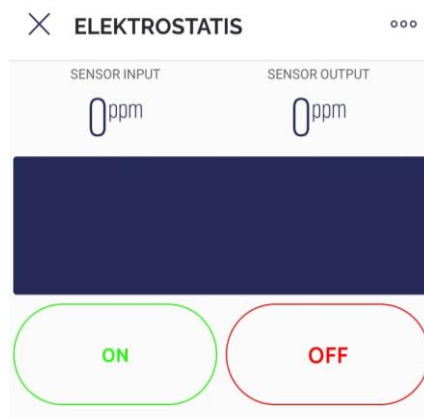 ELEKTROSTATIS
SENSOR INPUT SENSOR OUTPUT
0ppm 0ppm
ON OFF